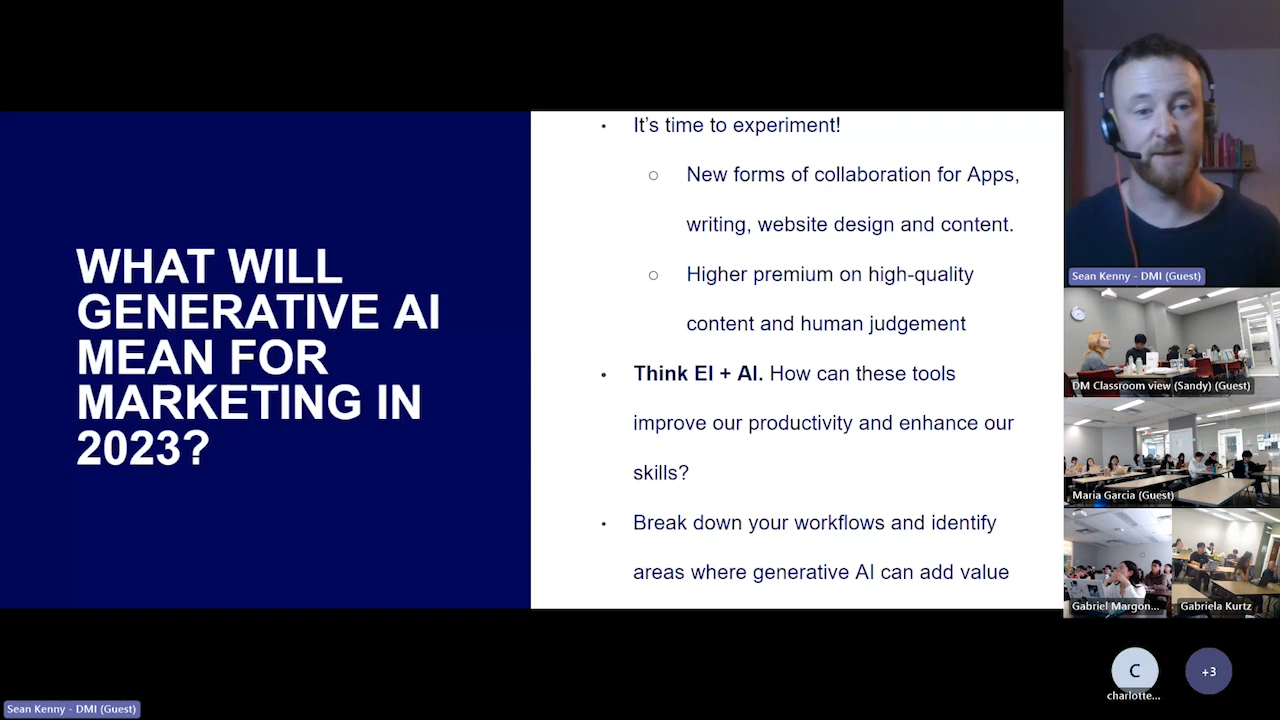 WHAT WILL
GENERATIVE AI
MEAN FOR
MARKETING IN
2023?
• It’s time to experiment!
○ New forms of collaboration for Apps,
writing, website design and content.
○ Higher premium on high-quality
content and human judgement
• Think EI + AI. How can these tools
improve our productivity and enhance our
skills?
• Break down your workflows and identify
areas where generative AI can add value
Sean Kenny - DMI (Guest)
DM Classroom view (Sandy) (Guest)
Maria Garcia (Guest)
Gabriel Margon...
Gabriela Kurtz
C
+3
charlotte...
Sean Kenny - DMI (Guest)